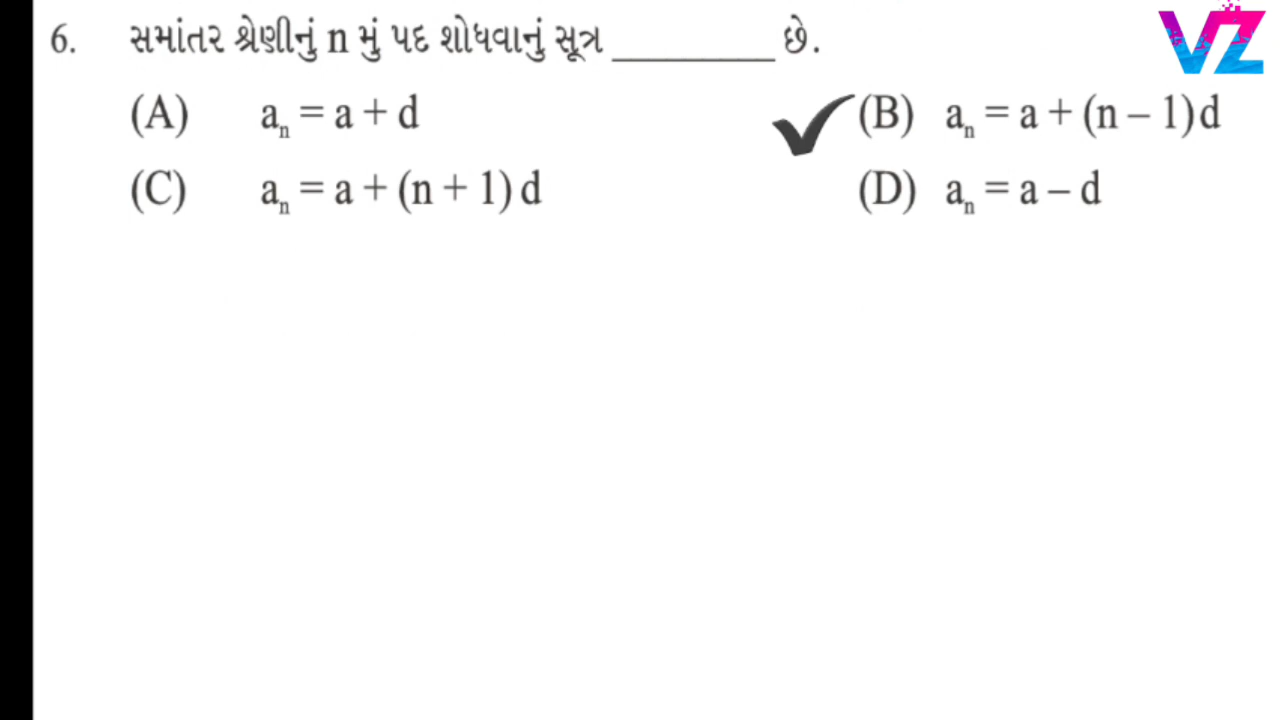 VZ
6. સમાંતર શ્રેણીનું n મું પદ શોધવાનું સૂત્ર ________ છે.
(A) aₙ = a + d ✓(B) aₙ = a + (n – 1)d
(C) aₙ = a + (n + 1)d (D) aₙ = a – d